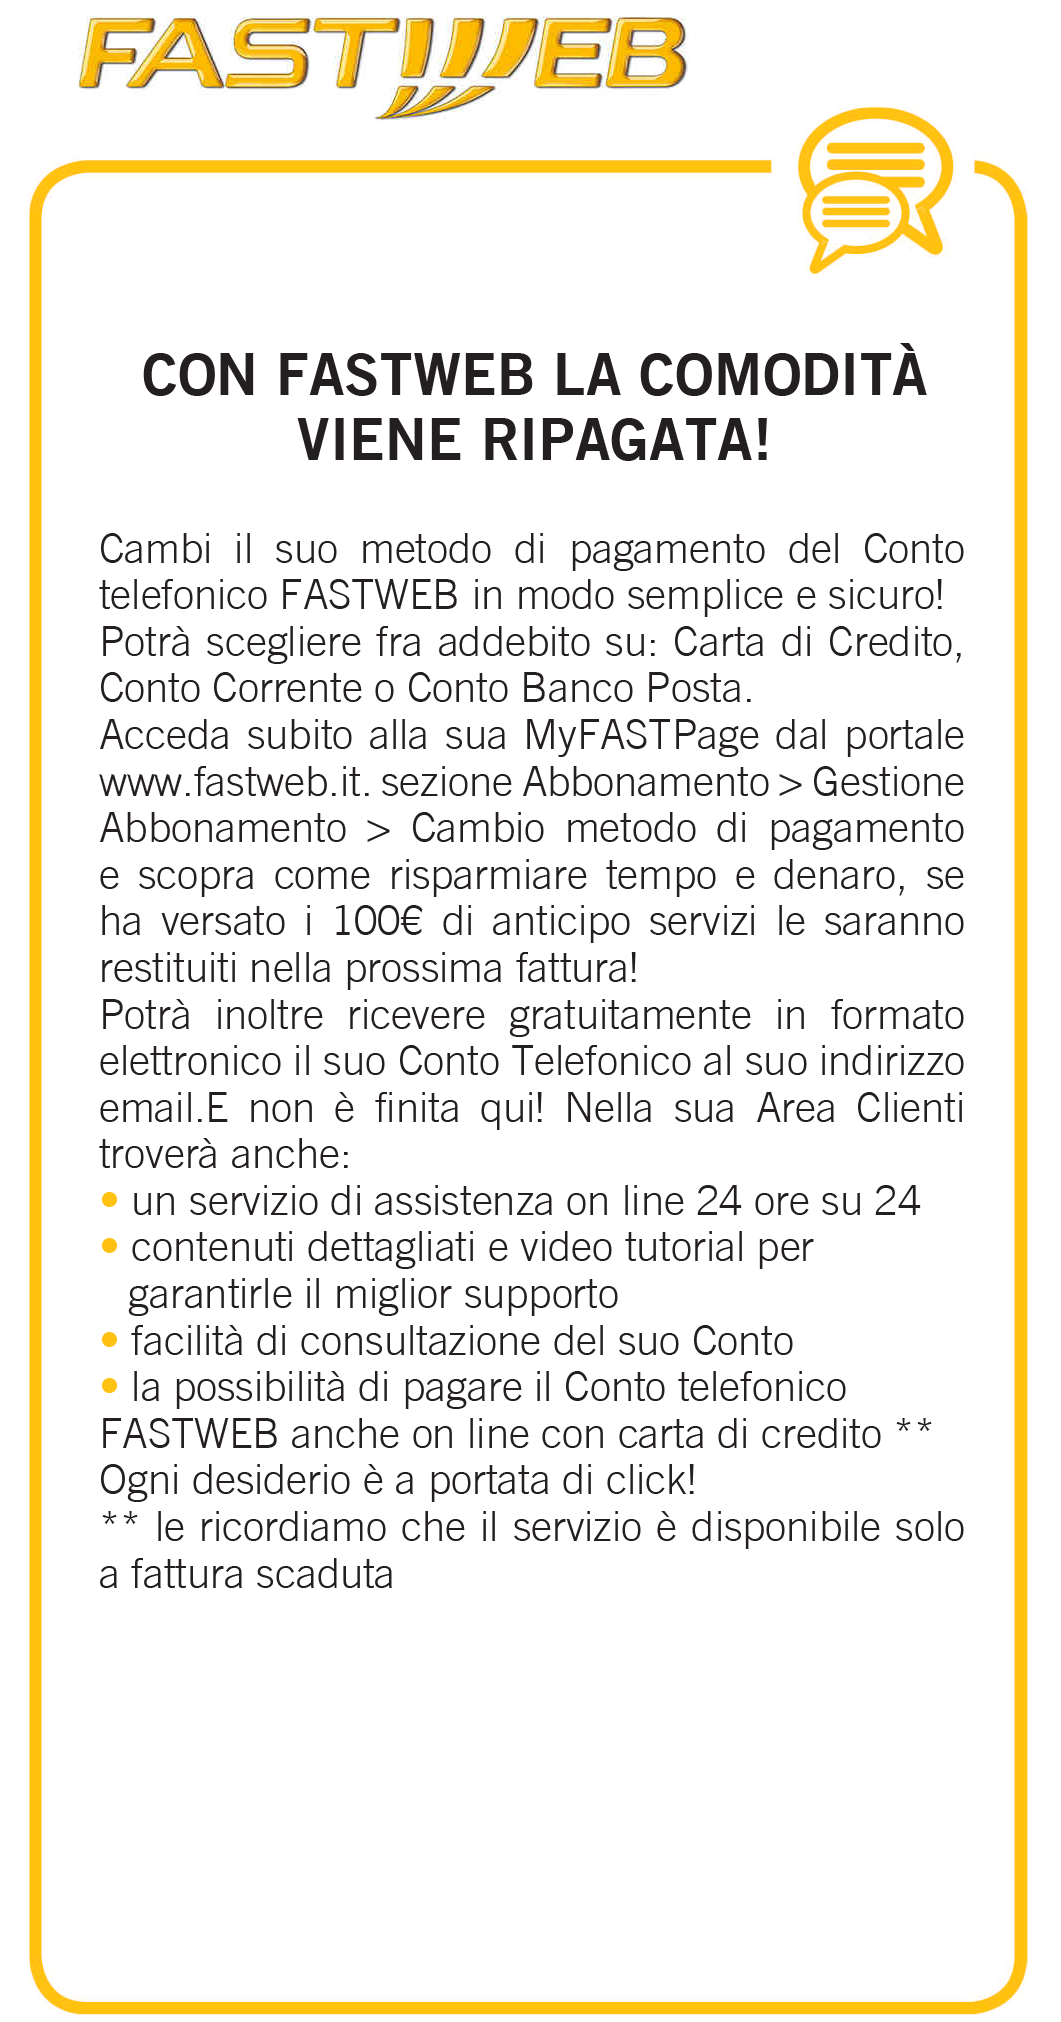 FASTWEB
CON FASTWEB LA COMODITÀ
VIENE RIPAGATA!
Cambi il suo metodo di pagamento del Conto
telefonico FASTWEB in modo semplice e sicuro!
Potrà scegliere fra addebito su: Carta di Credito,
Conto Corrente o Conto Banco Posta.
Acceda subito alla sua MyFASTPage dal portale
www.fastweb.it. sezione Abbonamento > Gestione
Abbonamento > Cambio metodo di pagamento
e scopra come risparmiare tempo e denaro, se
ha versato i 100€ di anticipo servizi le saranno
restituiti nella prossima fattura!
Potrà inoltre ricevere gratuitamente in formato
elettronico il suo Conto Telefonico al suo indirizzo
email.E non è finita qui! Nella sua Area Clienti
troverà anche:
• un servizio di assistenza on line 24 ore su 24
• contenuti dettagliati e video tutorial per
garantirle il miglior supporto
• facilità di consultazione del suo Conto
• la possibilità di pagare il Conto telefonico
FASTWEB anche on line con carta di credito **
Ogni desiderio è a portata di click!
** le ricordiamo che il servizio è disponibile solo
a fattura scaduta